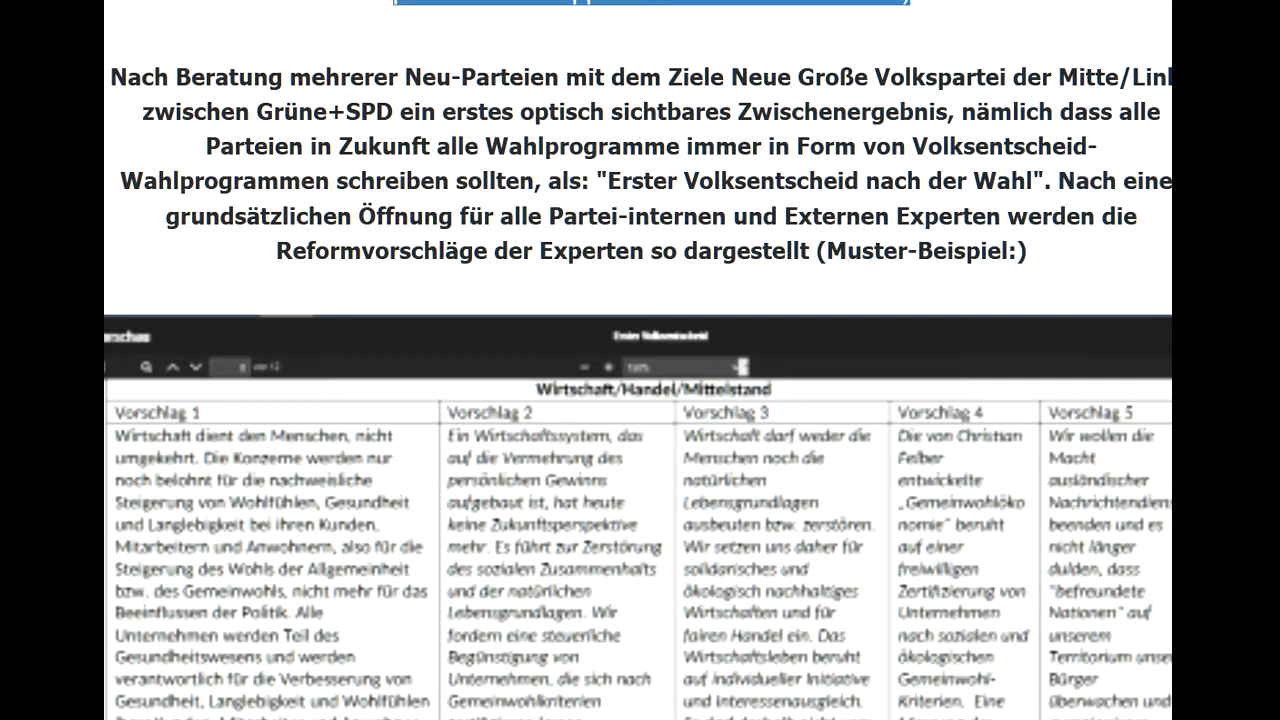 Nach Beratung mehrerer Neu-Parteien mit dem Ziele Neue Große Volkspartei der Mitte/Link
zwischen Grüne+SPD ein erstes optisch sichtbares Zwischenergebnis, nämlich dass alle
Parteien in Zukunft alle Wahlprogramme immer in Form von Volksentscheid-
Wahlprogrammen schreiben sollten, als: "Erster Volksentscheid nach der Wahl". Nach eine
grundsätzlichen Öffnung für alle Partei-internen und Externen Experten werden die
Reformvorschläge der Experten so dargestellt (Muster-Beispiel:)
Erster Volksentscheid
Wirtschaft/Handel/Mittelstand
Vorschlag 1
Wirtschaft dient den Menschen, nicht
umgekehrt. Die Konzerne werden nur
noch belohnt für die nachweisliche
Steigerung von Wohlfühlen, Gesundheit
und Langlebigkeit bei ihren Kunden,
Mitarbeitern und Anwohnern, also für die
Steigerung des Wohls der Allgemeinheit
bzw. des Gemeinwohls, nicht mehr für das
Beeinflussen der Politik. Alle
Unternehmen werden Teil des
Gesundheitswesens und werden
verantwortlich für die Verbesserung von
Gesundheit, Langlebigkeit und Wohlfühlen
Vorschlag 2
Ein Wirtschaftssystem, das
auf die Vermehrung des
persönlichen Gewinns
aufgebaut ist, hat heute
keine Zukunftsperspektive
mehr. Es führt zur Zerstörung
des sozialen Zusammenhalts
und der natürlichen
Lebensgrundlagen. Wir
fordern eine steuerliche
Begünstigung von
Unternehmen, die sich nach
Gemeinwohlkriterien
Vorschlag 3
Wirtschaft darf weder die
Menschen noch die
natürlichen
Lebensgrundlagen
ausbeuten bzw. zerstören.
Wir setzen uns daher für
solidarisches und
ökologisch nachhaltiges
Wirtschaften und für
fairen Handel ein. Das
Wirtschaftsleben beruht
auf individueller Initiative
und Interessenausgleich.
Vorschlag 4
Die von Christian
Felber
entwickelte
„Gemeinwohlöko
nomie" beruht
auf einer
freiwilligen
Zertifizierung von
Unternehmen
nach sozialen und
ökologischen
Gemeinwohl-
Kriterien. Eine
Vorschlag 5
Wir wollen die
Macht
ausländischer
Nachrichtendiens
beenden und es
nicht länger
dulden, dass
"befreundete
Nationen" auf
unserem
Territorium unse
Bürger
überwachen und